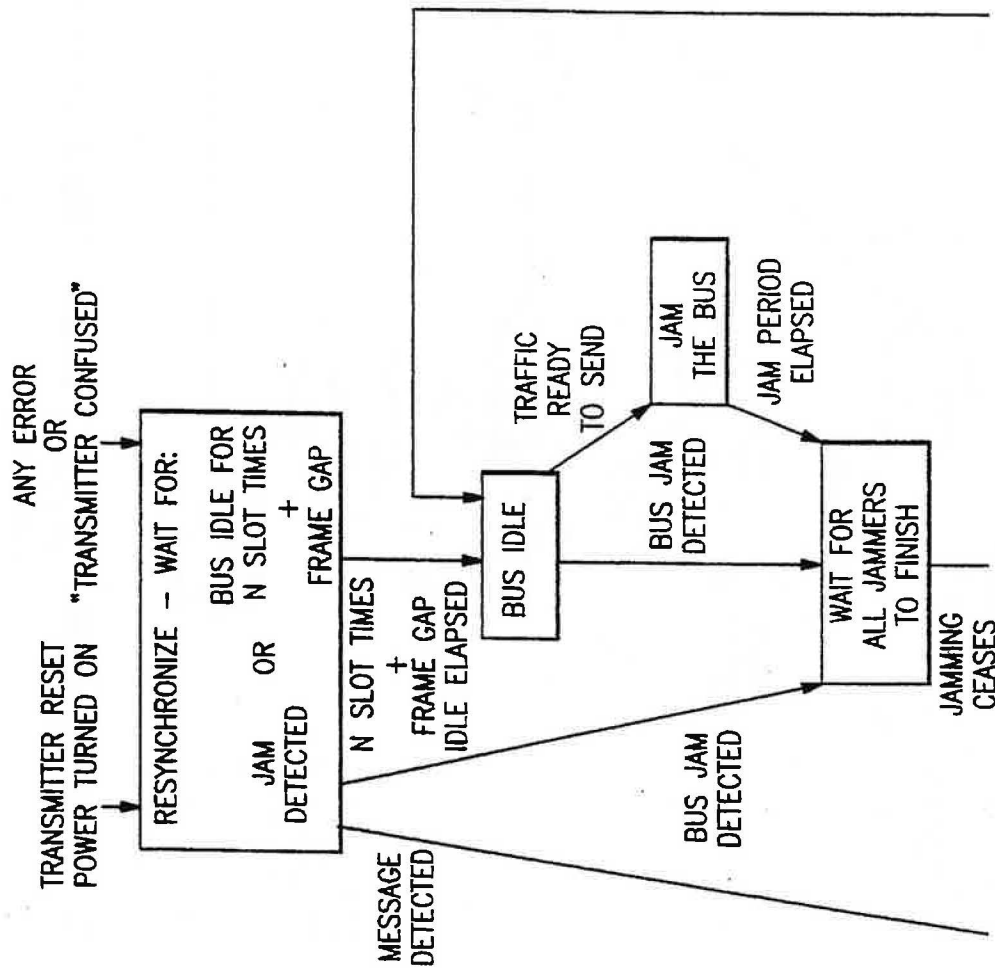 TRANSMITTER RESET
POWER TURNED ON
ANY ERROR
OR
"TRANSMITTER CONFUSED"
RESYNCHRONIZE – WAIT FOR:
JAM
DETECTED
OR
BUS IDLE FOR
N SLOT TIMES
+
FRAME GAP
MESSAGE
DETECTED
N SLOT TIMES
+
FRAME GAP
IDLE ELAPSED
BUS IDLE
TRAFFIC
READY
TO SEND
JAM
THE BUS
BUS JAM
DETECTED
BUS JAM
DETECTED
JAM PERIOD
ELAPSED
WAIT FOR
ALL JAMMERS
TO FINISH
JAMMING
CEASES